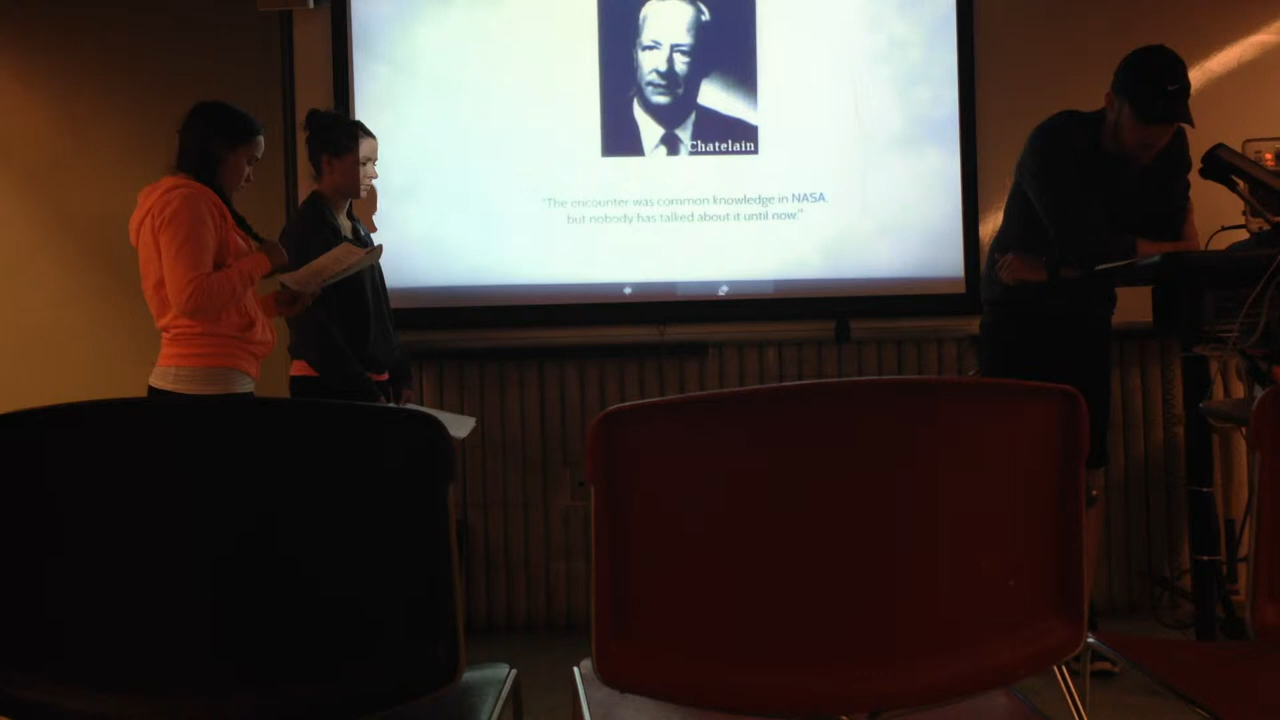 Chatelain
"The encounter was common knowledge in NASA,
but nobody has talked about it until now."